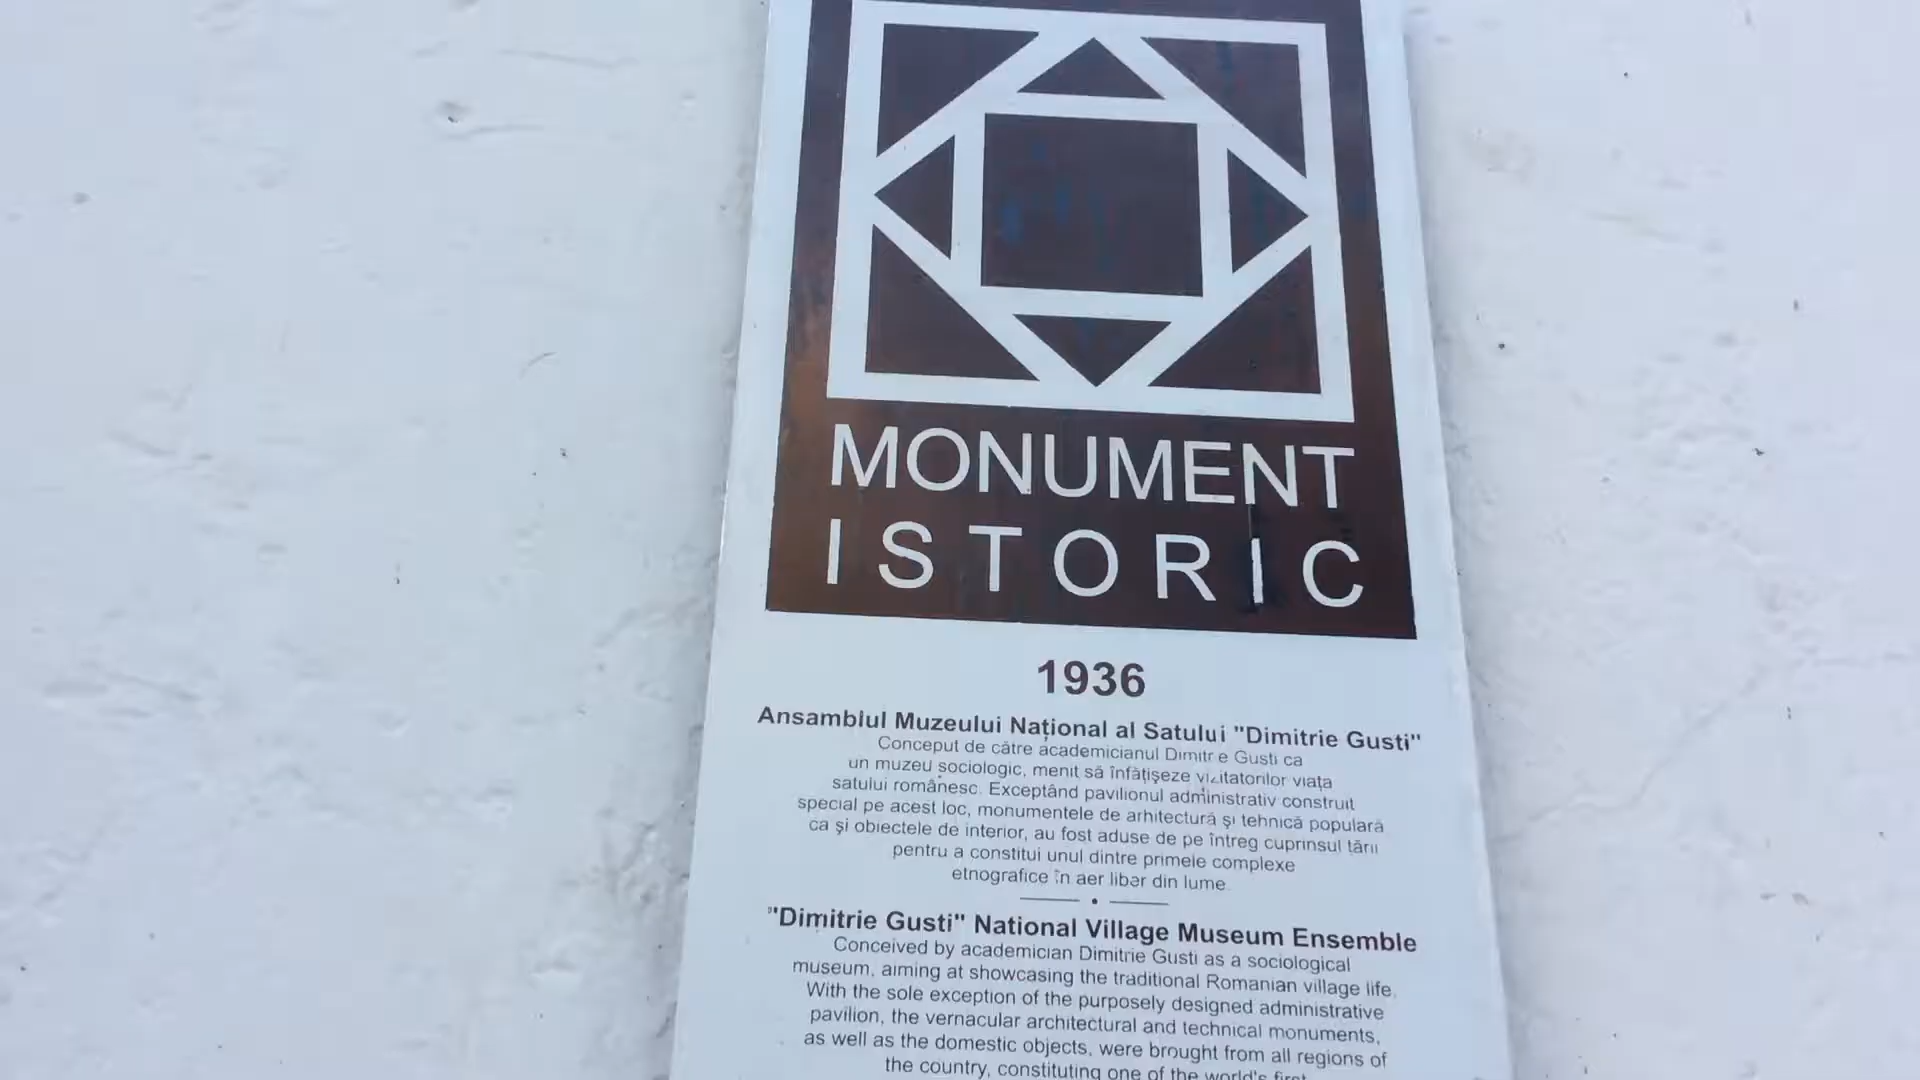 MONUMENT
ISTORIC
1936
Ansamblul Muzeului Național al Satului "Dimitrie Gusti"
Conceput de către academicianul Dimitrie Gusti ca
un muzeu sociologic, menit să înfățișeze vizitatorilor viața
satului românesc. Exceptând pavilionul administrativ construit
special pe acest loc, monumentele de arhitectură și tehnică populară
ca și obiectele de interior, au fost aduse de pe întreg cuprinsul țării
pentru a constitui unul dintre primele complexe
etnografice în aer liber din lume.
"Dimitrie Gusti" National Village Museum Ensemble
Conceived by academician Dimitrie Gusti as a sociological
museum, aiming at showcasing the traditional Romanian village life.
With the sole exception of the purposely designed administrative
pavilion, the vernacular architectural and technical monuments,
as well as the domestic objects, were brought from all regions of
the country, constituting one of the world's first